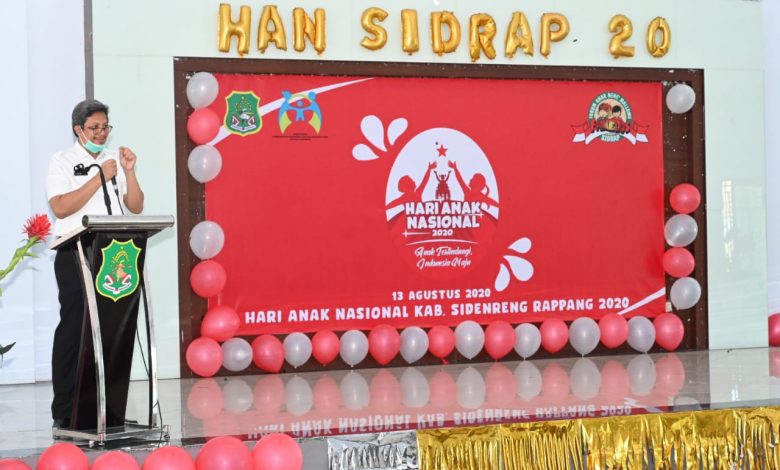 HAN SIDRAP 20
SIDRAP
HARI ANAK
NASIONAL
2020
Anak Terlindungi,
Indonesia Maju
13 AGUSTUS 2020
HARI ANAK NASIONAL KAB. SIDENRENG RAPPANG 2020